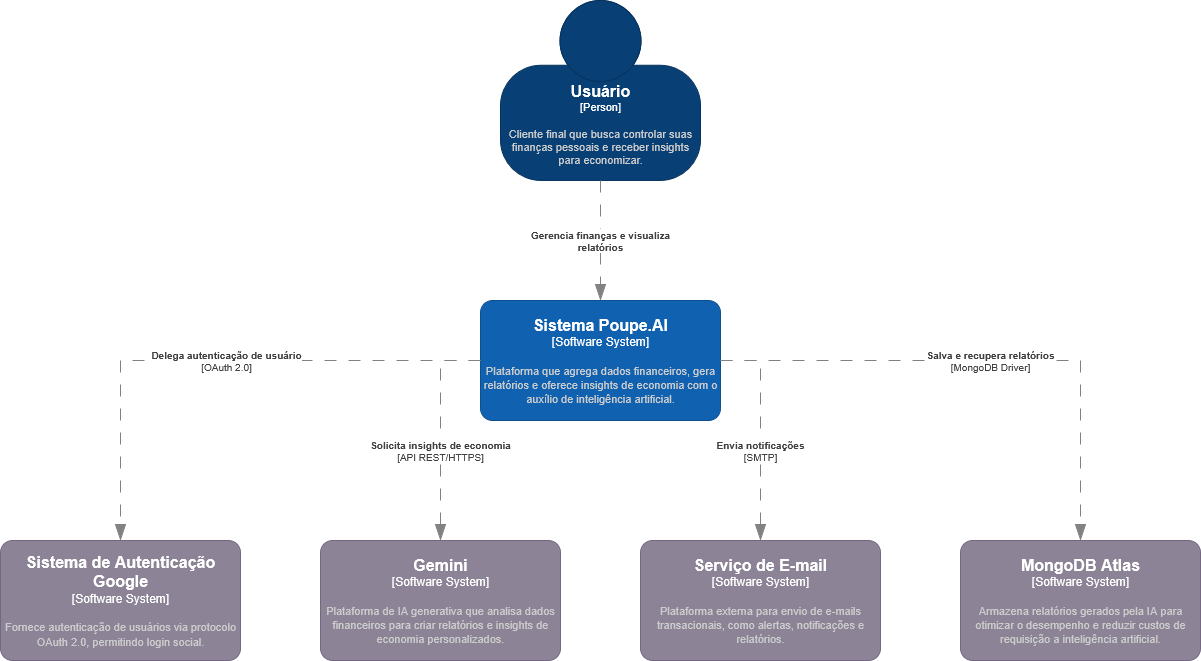 Usuário
[Person]
Cliente final que busca controlar suas
finanças pessoais e receber insights
para economizar.
Gerencia finanças e visualiza
relatórios
Sistema Poupe.AI
[Software System]
Plataforma que agrega dados financeiros, gera
relatórios e oferece insights de economia com o
auxílio de inteligência artificial.
Delega autenticação de usuário
[OAuth 2.0]
Salva e recupera relatórios
[MongoDB Driver]
Solicita insights de economia
[API REST/HTTPS]
Envia notificações
[SMTP]
Sistema de Autenticação
Google
[Software System]
Fornece autenticação de usuários via protocolo
OAuth 2.0, permitindo login social.
Gemini
[Software System]
Plataforma de IA generativa que analisa dados
financeiros para criar relatórios e insights de
economia personalizados.
Serviço de E-mail
[Software System]
Plataforma externa para envio de e-mails
transacionais, como alertas, notificações e
relatórios.
MongoDB Atlas
[Software System]
Armazena relatórios gerados pela IA para
otimizar o desempenho e reduzir custos de
requisição a inteligência artificial.